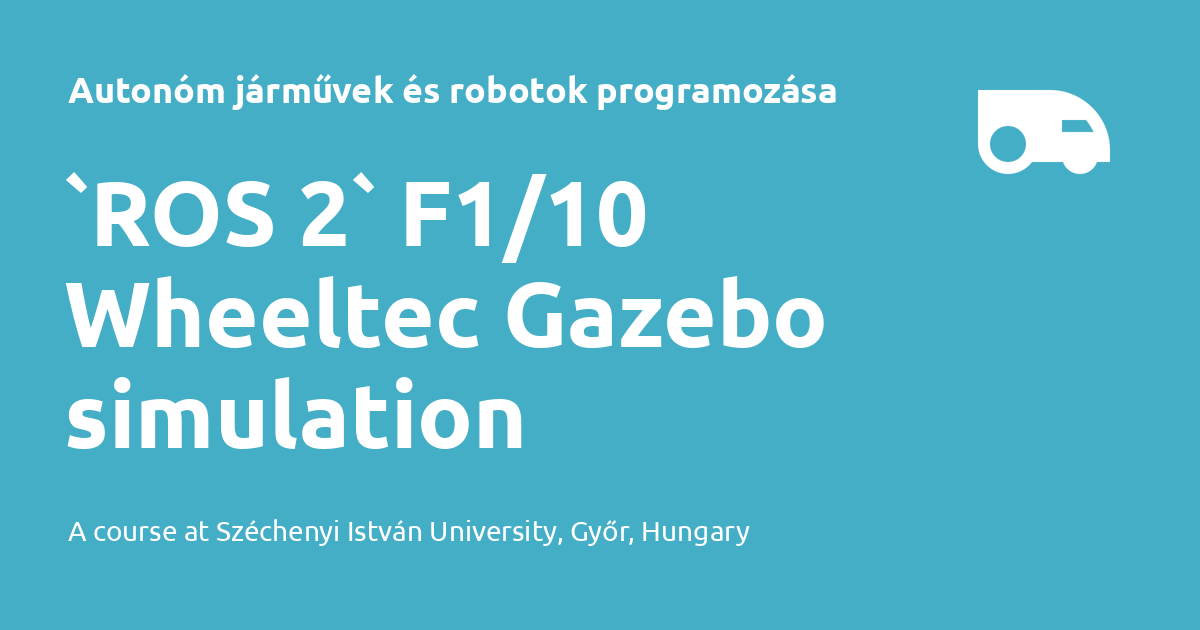 Autonóm járművek és robotok programozása
`ROS 2` F1/10
Wheeltec Gazebo
simulation
A course at Széchenyi István University, Győr, Hungary